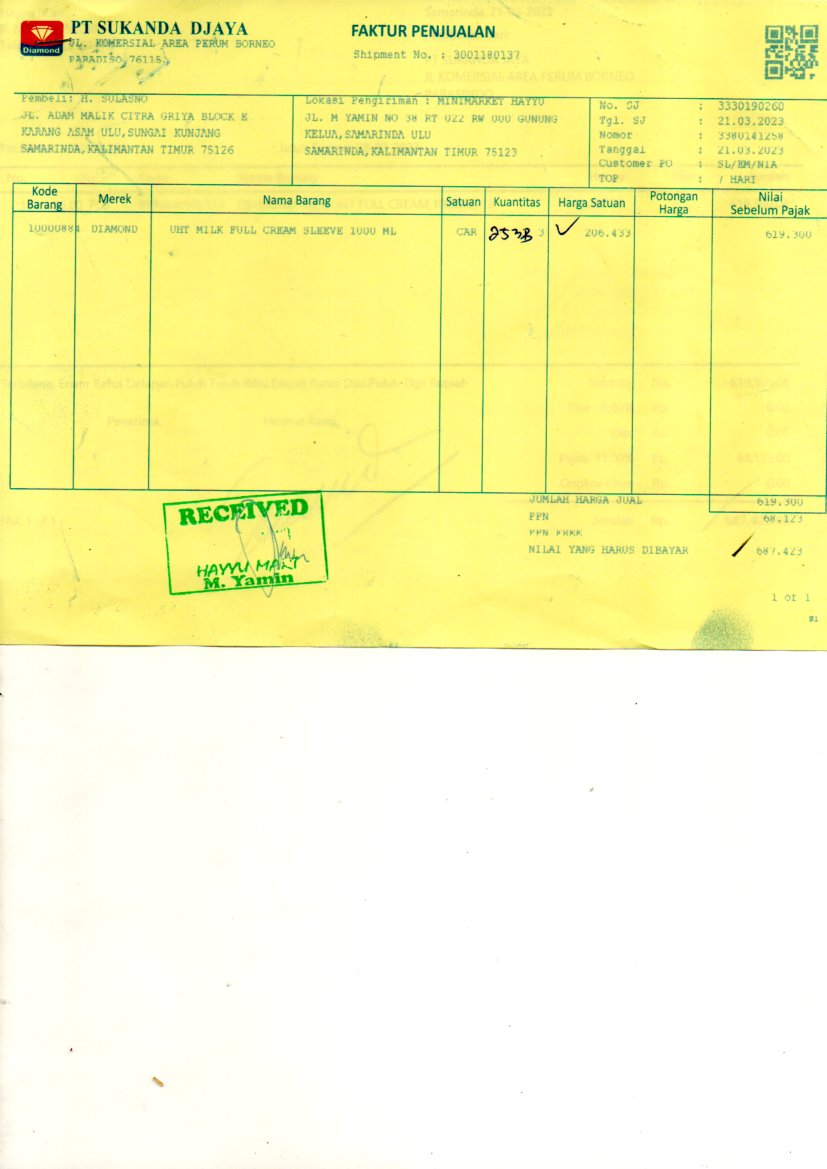 PT SUKANDA DJAYA
Diamond
JL. KOMERSIAL AREA PERUM BORNEO
PARADISO 76115
FAKTUR PENJUALAN
Shipment No. : 3001180137
Pembeli: H. SULASNO
JL. ADAM MALIK CITRA GRIYA BLOCK E
KARANG ASAM ULU,SUNGAI KUNJANG
SAMARINDA,KALIMANTAN TIMUR 75126
Lokasi Pengiriman : MINIMARKET HAYYU
JL. M YAMIN NO 38 RT 022 RW 000 GUNUNG
KELUA,SAMARINDA ULU
SAMARINDA,KALIMANTAN TIMUR 75123
No. SJ : 3330190260
Tgl. SJ : 21.03.2023
Nomor : 3380141258
Tanggal : 21.03.2023
Customer PO : SL/EM/NIA
TOP : 7 HARI
Kode Barang Merek Nama Barang Satuan Kuantitas Harga Satuan Potongan Harga Nilai Sebelum Pajak
DIAMOND UHT MILK FULL CREAM SLEEVE 1000 ML CAR 3 206.433 619.300
JUMLAH HARGA JUAL 619.300
PPN 68.123
PPN
NILAI YANG HARUS DIBAYAR 687.423
RECEIVED
HAYYU MART
M. Yamin
1 of 1
#1